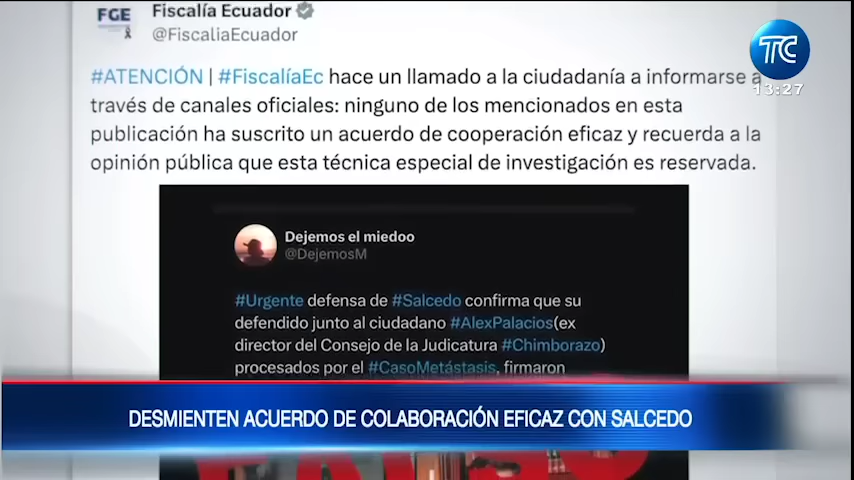 FGE
Fiscalía Ecuador
@FiscaliaEcuador
TC
13:27
#ATENCIÓN | #FiscalíaEc hace un llamado a la ciudadanía a informarse a
través de canales oficiales: ninguno de los mencionados en esta
publicación ha suscrito un acuerdo de cooperación eficaz y recuerda a la
opinión pública que esta técnica especial de investigación es reservada.
Dejemos el miedoo
@DejemosM
#Urgente defensa de #Salcedo confirma que su
defendido junto al ciudadano #AlexPalacios(ex
director del Consejo de la Judicatura #Chimborazo)
procesados por el #CasoMetástasis, firmaron
DESMIENTEN ACUERDO DE COLABORACIÓN EFICAZ CON SALCEDO